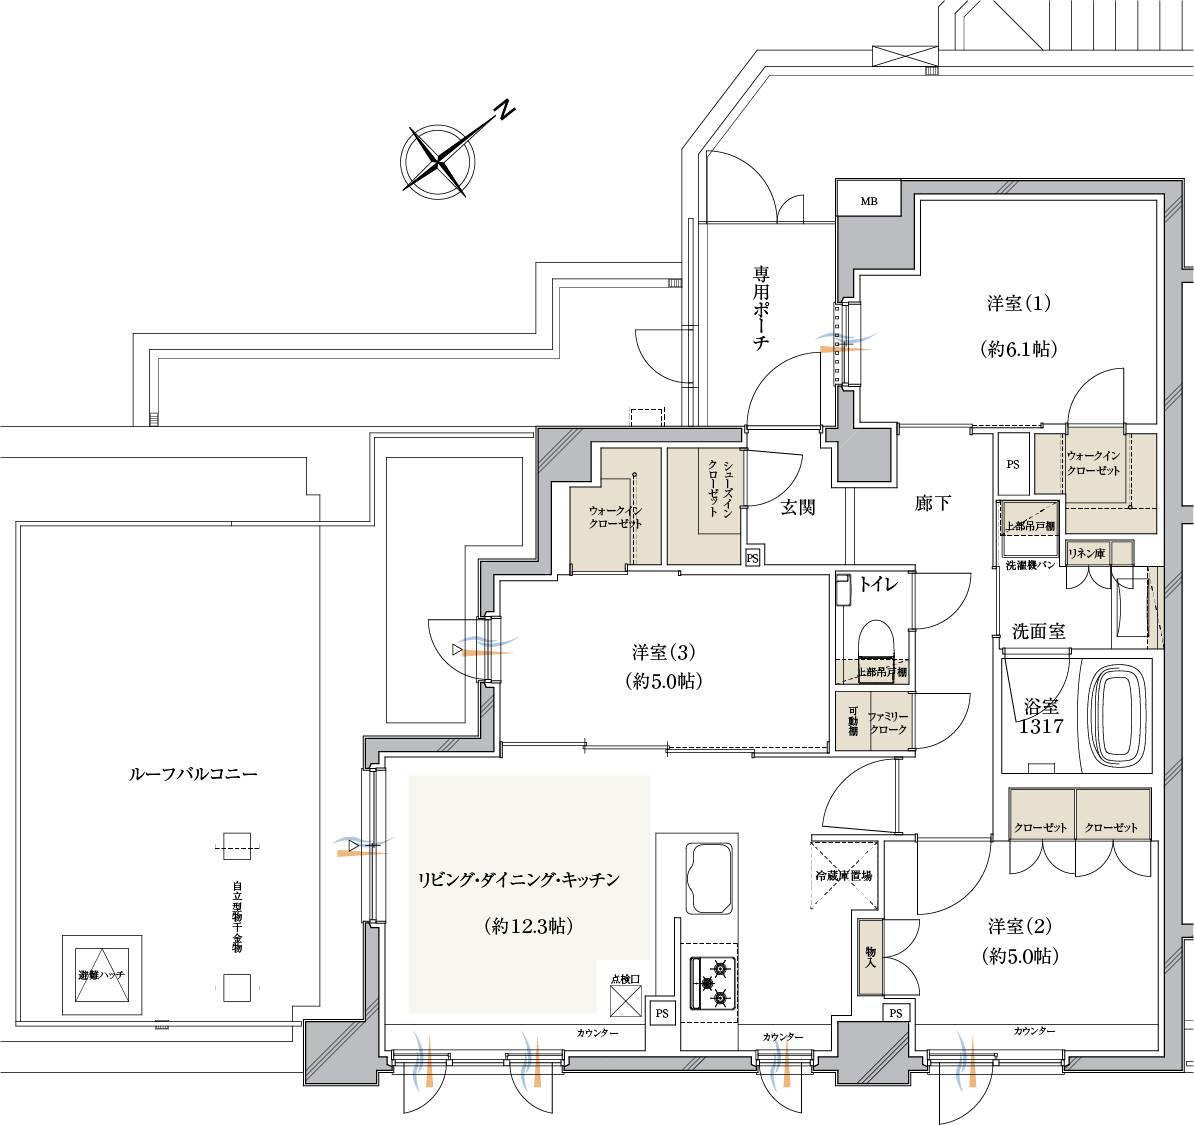 N
MB
専用ポーチ
洋室(1)
(約6.1帖)
PS
ウォークイン
クローゼット
シューズイン
クローゼット
ウォークイン
クローゼット
玄関
廊下
上部吊戸棚
洗濯機パン
リネン庫
PS
トイレ
上部吊戸棚
洗面室
洋室(3)
(約5.0帖)
可動棚
ファミリー
クローク
浴室
1317
ルーフバルコニー
自立型物干金物
避難ハッチ
リビング・ダイニング・キッチン
(約12.3帖)
冷蔵庫置場
クローゼット
クローゼット
洋室(2)
(約5.0帖)
物入
点検口
PS
PS
カウンター
カウンター
カウンター